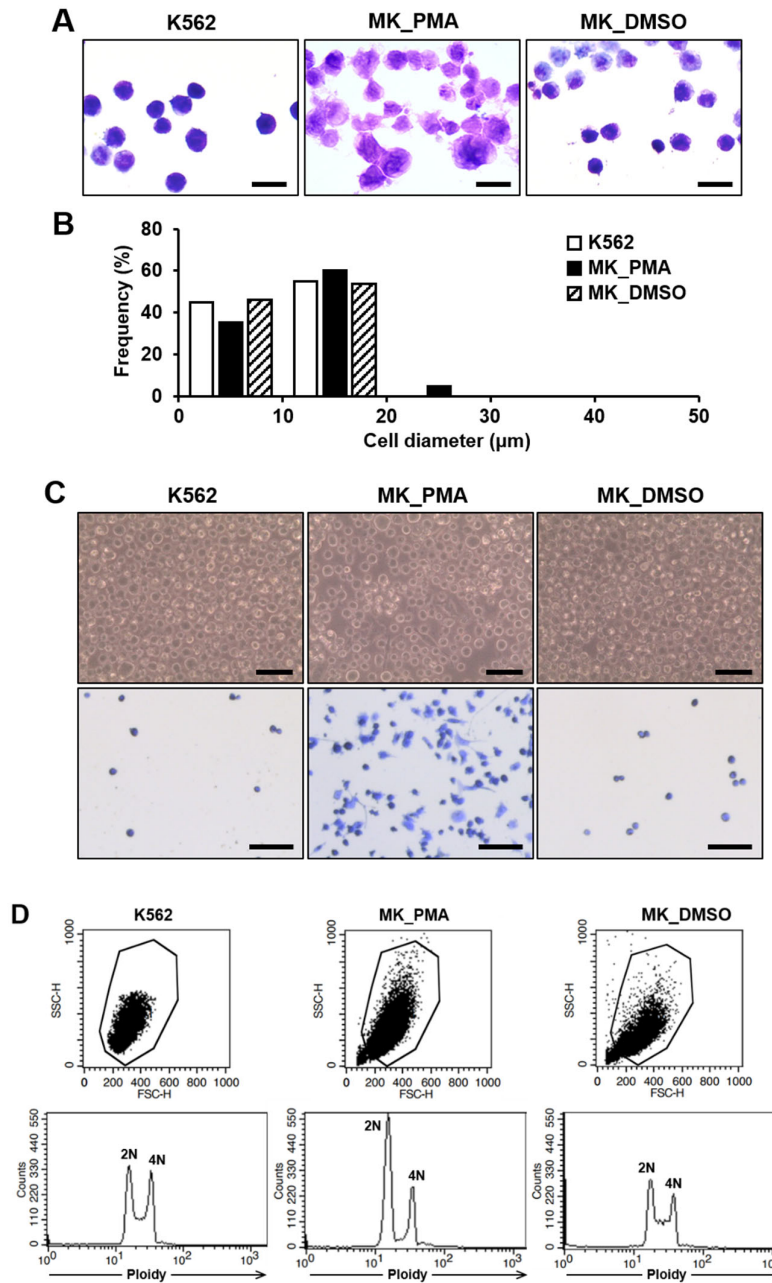 A
K562 MK_PMA MK_DMSO
B
Frequency (%)
80
60
40
20
0
K562
MK_PMA
MK_DMSO
0 10 20 30 40 50
Cell diameter (µm)
C
K562 MK_PMA MK_DMSO
D
K562 MK_PMA MK_DMSO
SSC-H 1000 0 SSC-H 1000 0 SSC-H 1000 0
0 200 400 600 800 1000 0 200 400 600 800 1000 0 200 400 600 800 1000
FSC-H FSC-H FSC-H
Counts 550 440 330 220 110 0 Counts 550 440 330 220 110 0 Counts 550 440 330 220 110 0
2N 4N 2N 4N 2N 4N
10⁰ 10¹ 10² 10³ 10⁰ 10¹ 10² 10³ 10⁰ 10¹ 10²
Ploidy Ploidy Ploidy